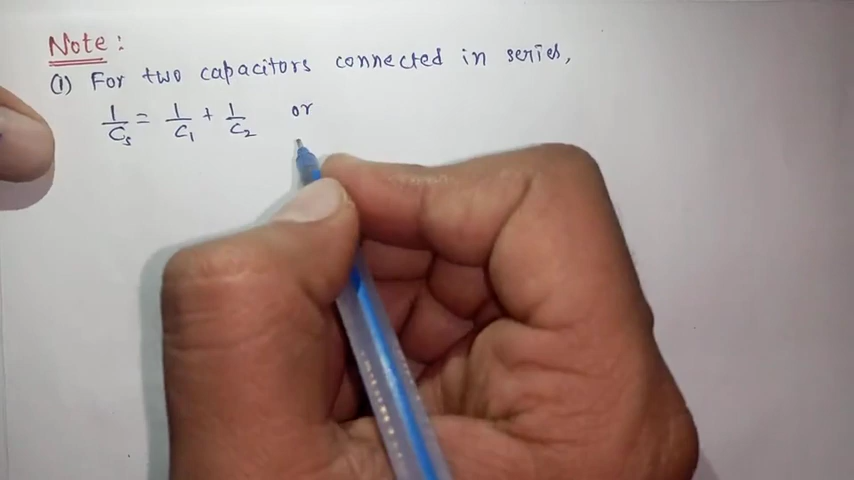 Note:
(1) For two capacitors connected in series,
1/Cs = 1/C1 + 1/C2 or